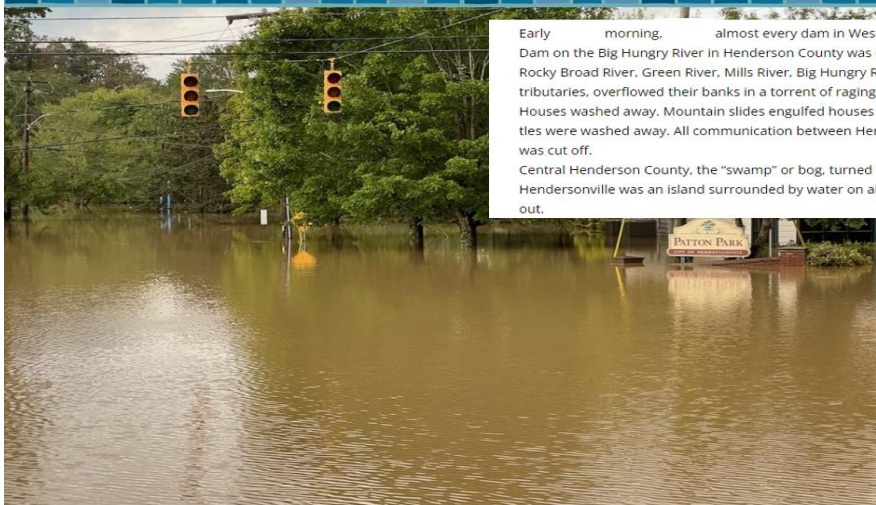 Early morning, almost every dam in Wes
Dam on the Big Hungry River in Henderson County was
Rocky Broad River, Green River, Mills River, Big Hungry R
tributaries, overflowed their banks in a torrent of raging
Houses washed away. Mountain slides engulfed houses
tles were washed away. All communication between Her
was cut off.
Central Henderson County, the “swamp” or bog, turned
Hendersonville was an island surrounded by water on a
out.
PATTON PARK
CITY OF HENDERSONVILLE